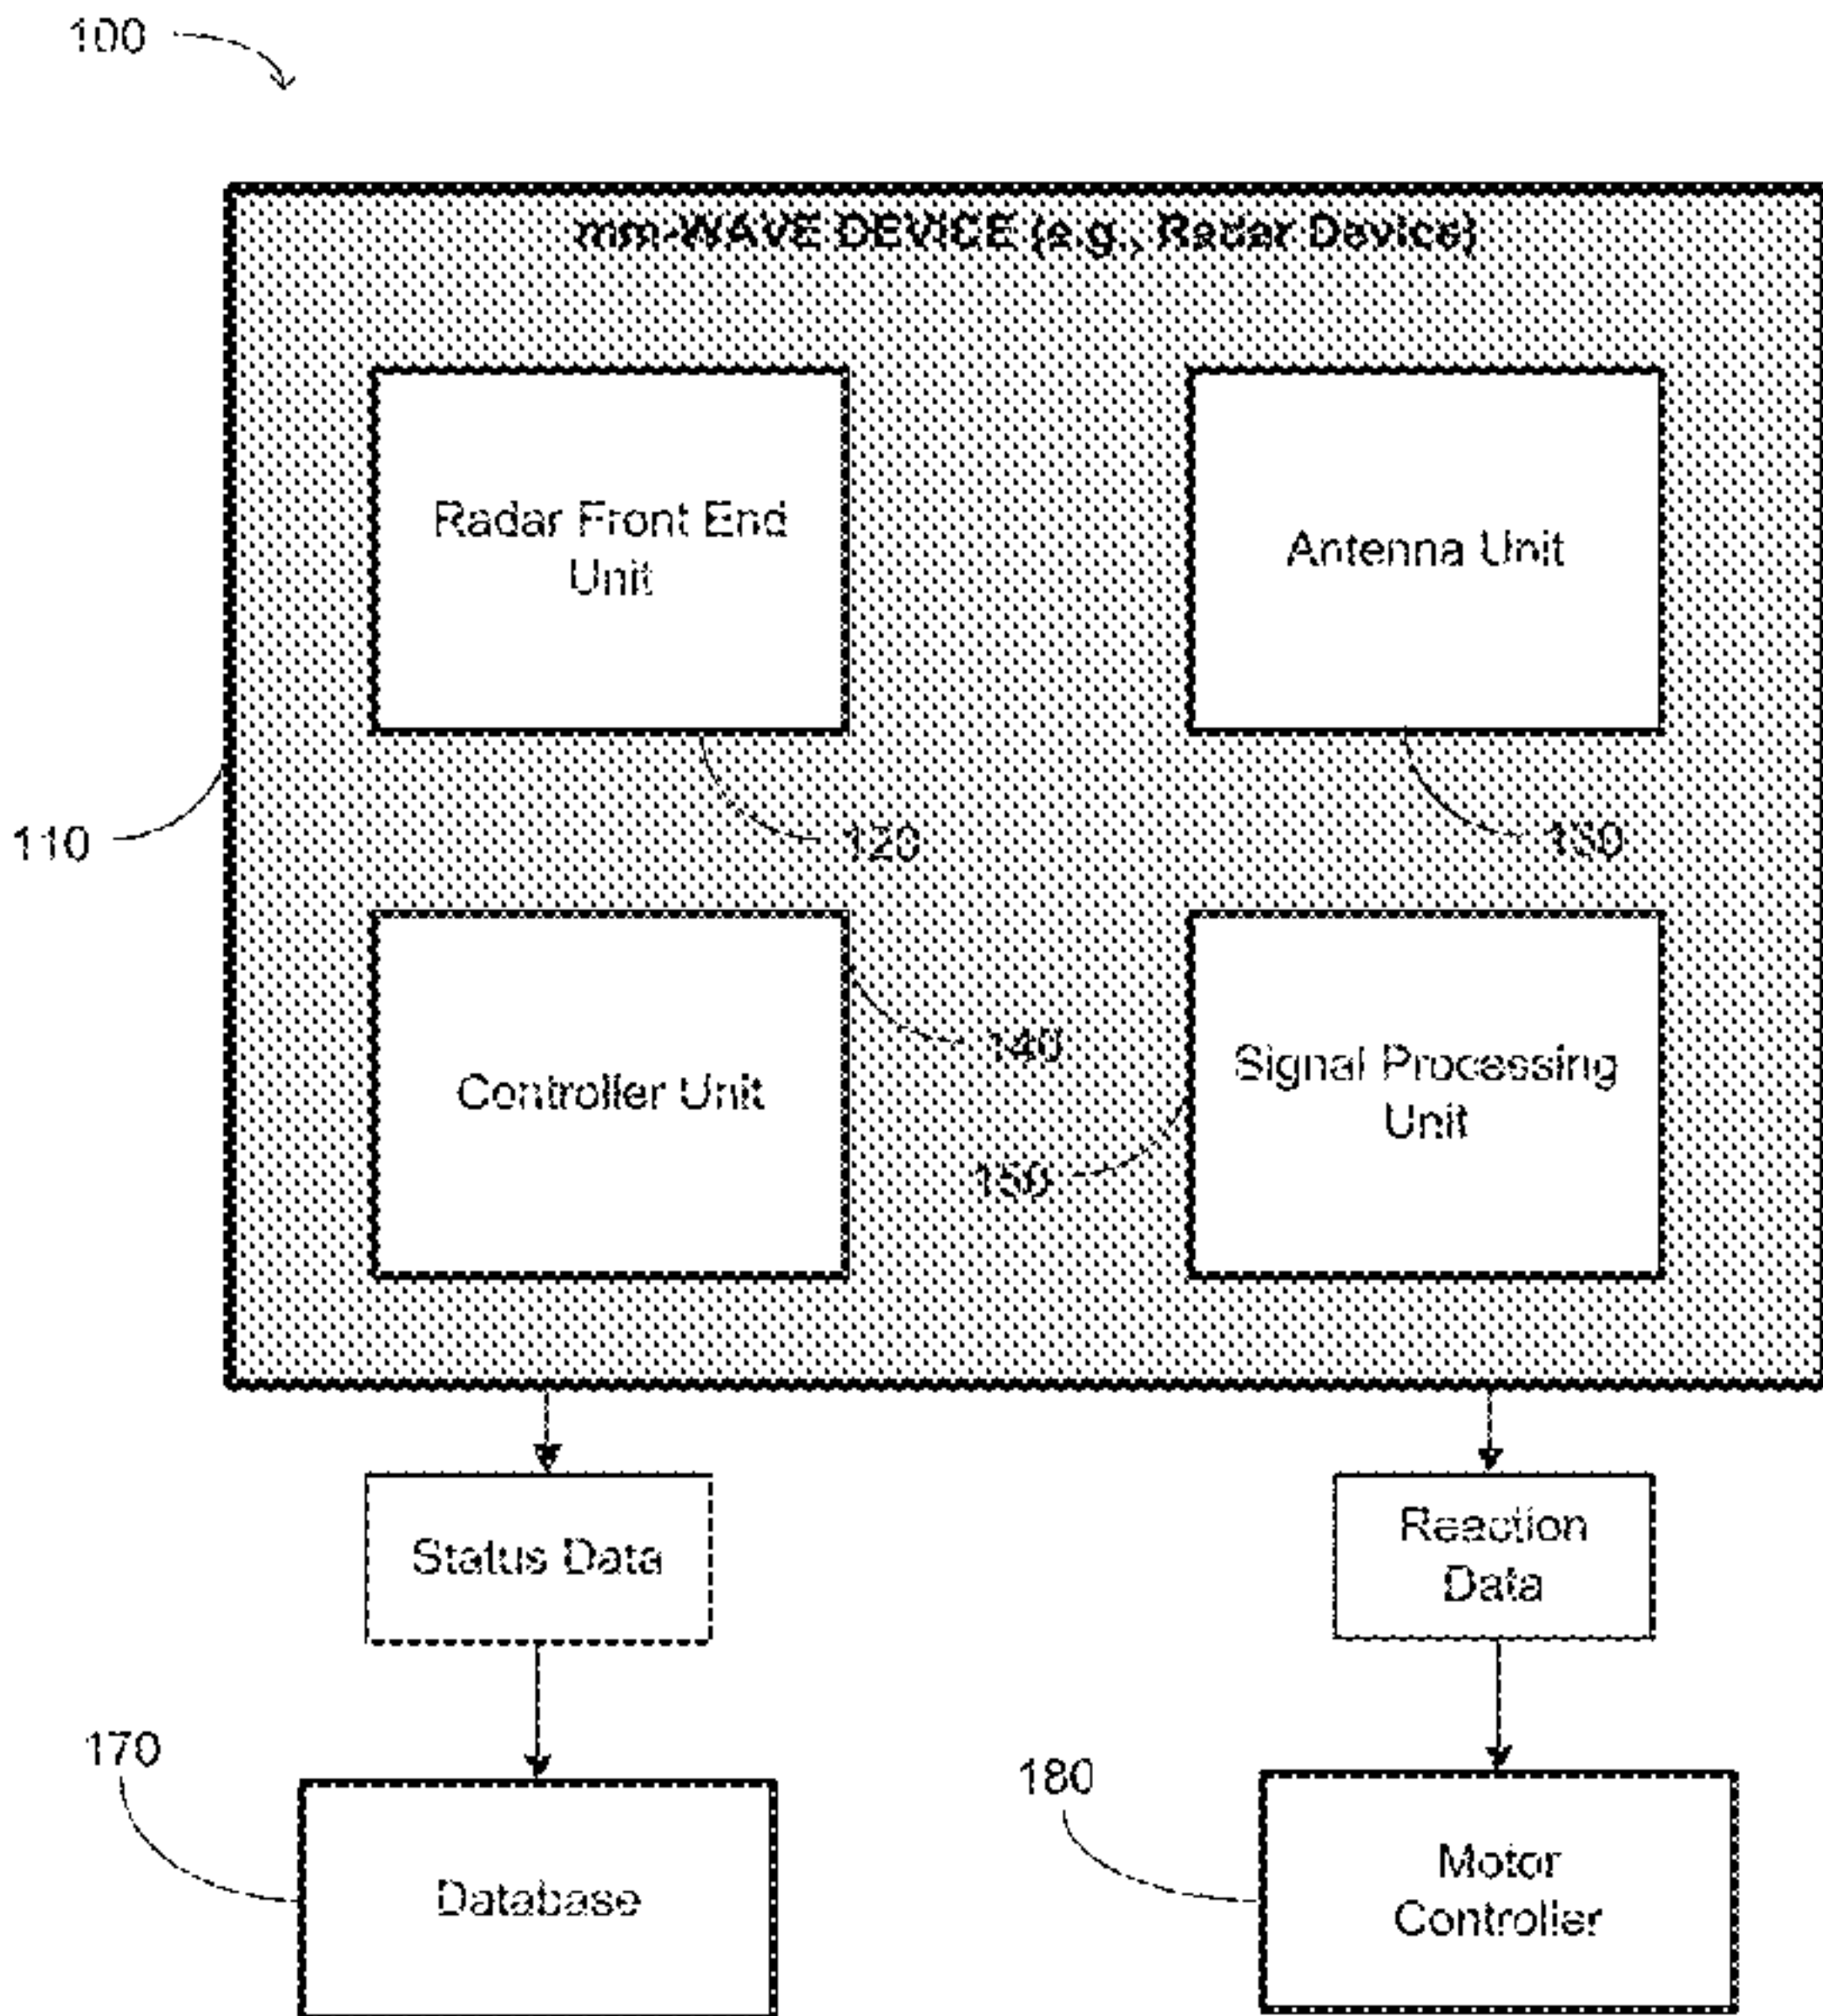 100
mm-WAVE DEVICE (e.g., Radar Device)
Radar Front End
Unit
Antenna Unit
110
120
130
Controller Unit
140
Signal Processing
Unit
150
Status Data
Reaction
Data
170
180
Database
Motor
Controller